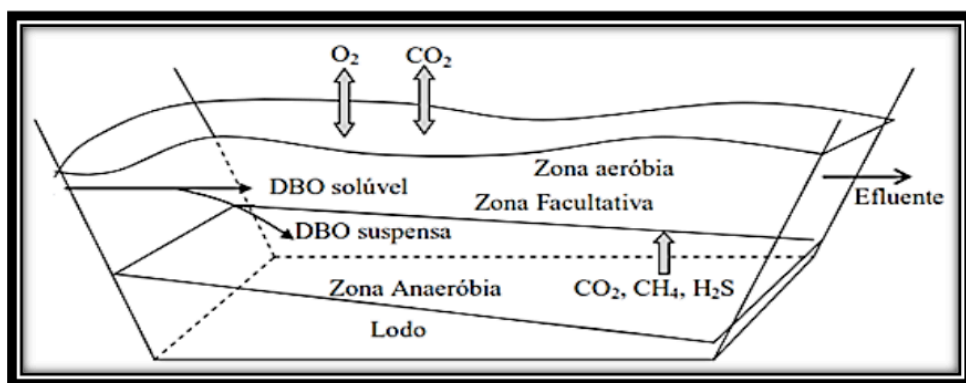 O₂ CO₂
Zona aeróbia
DBO solúvel
Zona Facultativa
Efluente
DBO suspensa
Zona Anaeróbia
CO₂, CH₄, H₂S
Lodo